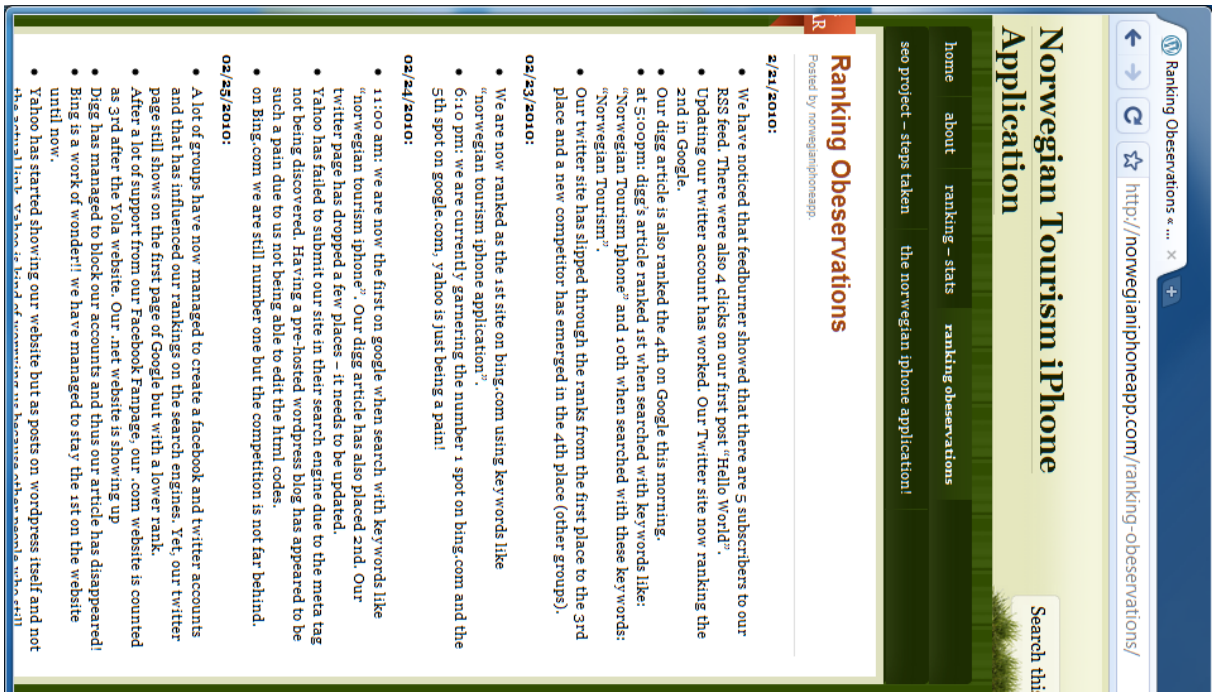 Ranking Obeservations « ...
http://norwegianiphoneapp.com/ranking-obeservations/
Norwegian Tourism iPhone
Application
Search thi
home about ranking – stats ranking obeservations
seo project – steps taken the norwegian iphone application!
AR
Ranking Obeservations
Posted by norwegianiphoneapp.
2/21/2010:
• We have noticed that feedburner showed that there are 5 subscribers to our
RSS feed. There were also 4 clicks on our first post “Hello World”.
• Updating our twitter account has worked. Our Twitter site now ranking the
2nd in Google.
• Our digg article is also ranked the 4th on Google this morning.
• at 5:00pm: digg’s article ranked 1st when searched with keywords like:
“Norwegian Tourism Iphone” and 10th when searched with these keywords:
“Norwegian Tourism”.
• Our twitter site has slipped through the ranks from the first place to the 3rd
place and a new competitor has emerged in the 4th place (other groups).
02/23/2010:
• We are now ranked as the 1st site on bing.com using keywords like
“norwegian tourism iphone application”.
• 6:10 pm: we are currently garnering the number 1 spot on bing.com and the
5th spot on google.com, yahoo is just being a pain!
02/24/2010:
• 11:00 am: we are now the first on google when search with keywords like
“norwegian tourism iphone”. Our digg article has also placed 2nd. Our
twitter page has dropped a few places – it needs to be updated.
• Yahoo has failed to submit our site in their search engine due to the meta tag
not being discovered. Having a pre-hosted wordpress blog has appeared to be
such a pain due to us not being able to edit the html codes.
• on Bing.com we are still number one but the competition is not far behind.
02/25/2010:
• A lot of groups have now managed to create a facebook and twitter accounts
and that has influenced our rankings on the search engines. Yet, our twitter
page still shows on the first page of Google but with a lower rank.
• After a lot of support from our Facebook Fanpage, our .com website is counted
as 3rd after the Yola website. Our .net website is showing up
• Digg has managed to block our accounts and thus our article has disappeared!
• Bing is a work of wonder!! we have managed to stay the 1st on the website
until now.
• Yahoo has started showing our website but as posts on wordpress itself and not
the actual link. Yahoo is kind of worrying us because other people who still